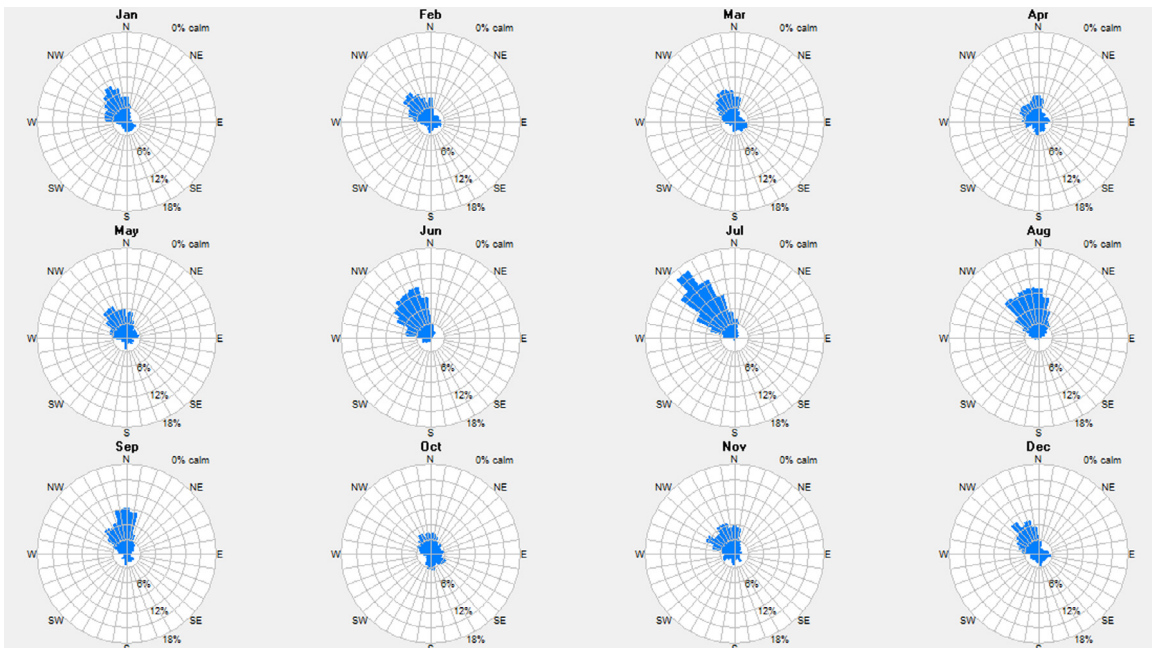 Jan Feb Mar Apr
N 0% calm N 0% calm N 0% calm N 0% calm
NW NE NW NE NW NE NW NE
W E W E W E W E
6% 6% 6% 6%
12% 12% 12% 12%
SW SE SW SE SW SE SW SE
18% 18% 18% 18%
S S S S
May Jun Jul Aug
N 0% calm N 0% calm N 0% calm N 0% calm
NW NE NW NE NW NE NW NE
W E W E W E W E
6% 6% 6% 6%
12% 12% 12% 12%
SW SE SW SE SW SE SW SE
18% 18% 18% 18%
S S S S
Sep Oct Nov Dec
N 0% calm N 0% calm N 0% calm N 0% calm
NW NE NW NE NW NE NW NE
W E W E W E W E
6% 6% 6% 6%
12% 12% 12% 12%
SW SE SW SE SW SE SW SE
18% 18% 18% 18%
S S S S